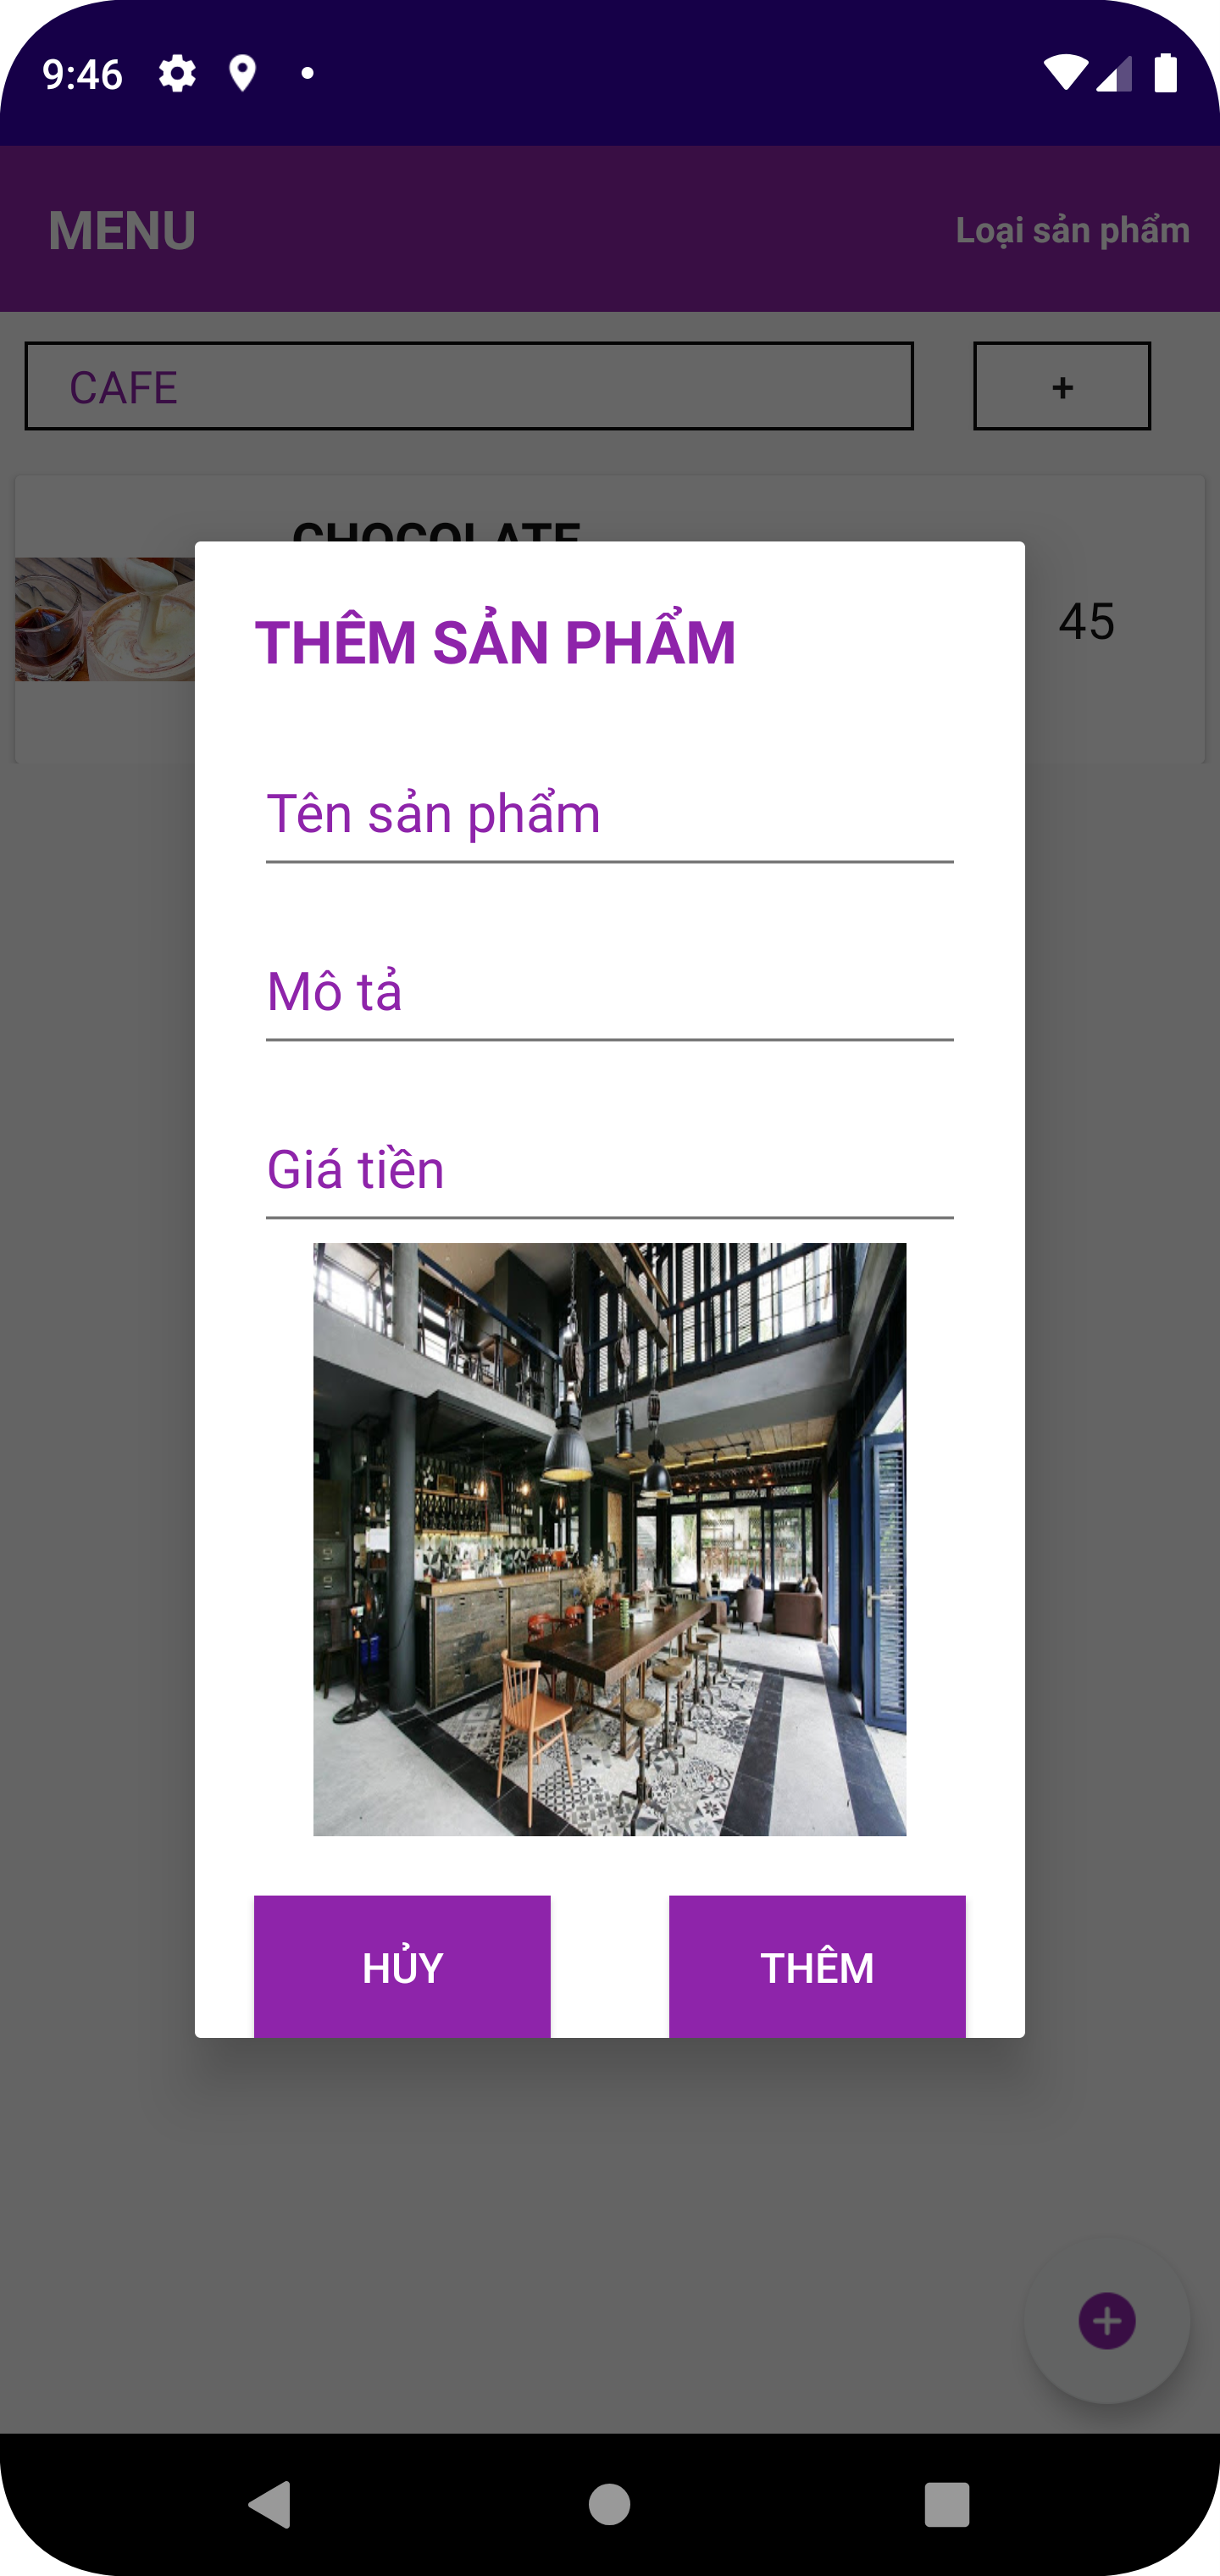 9:46
MENU
Loại sản phẩm
CAFE
+
CHOCOLATE
45
THÊM SẢN PHẨM
Tên sản phẩm
Mô tả
Giá tiền
HỦY
THÊM